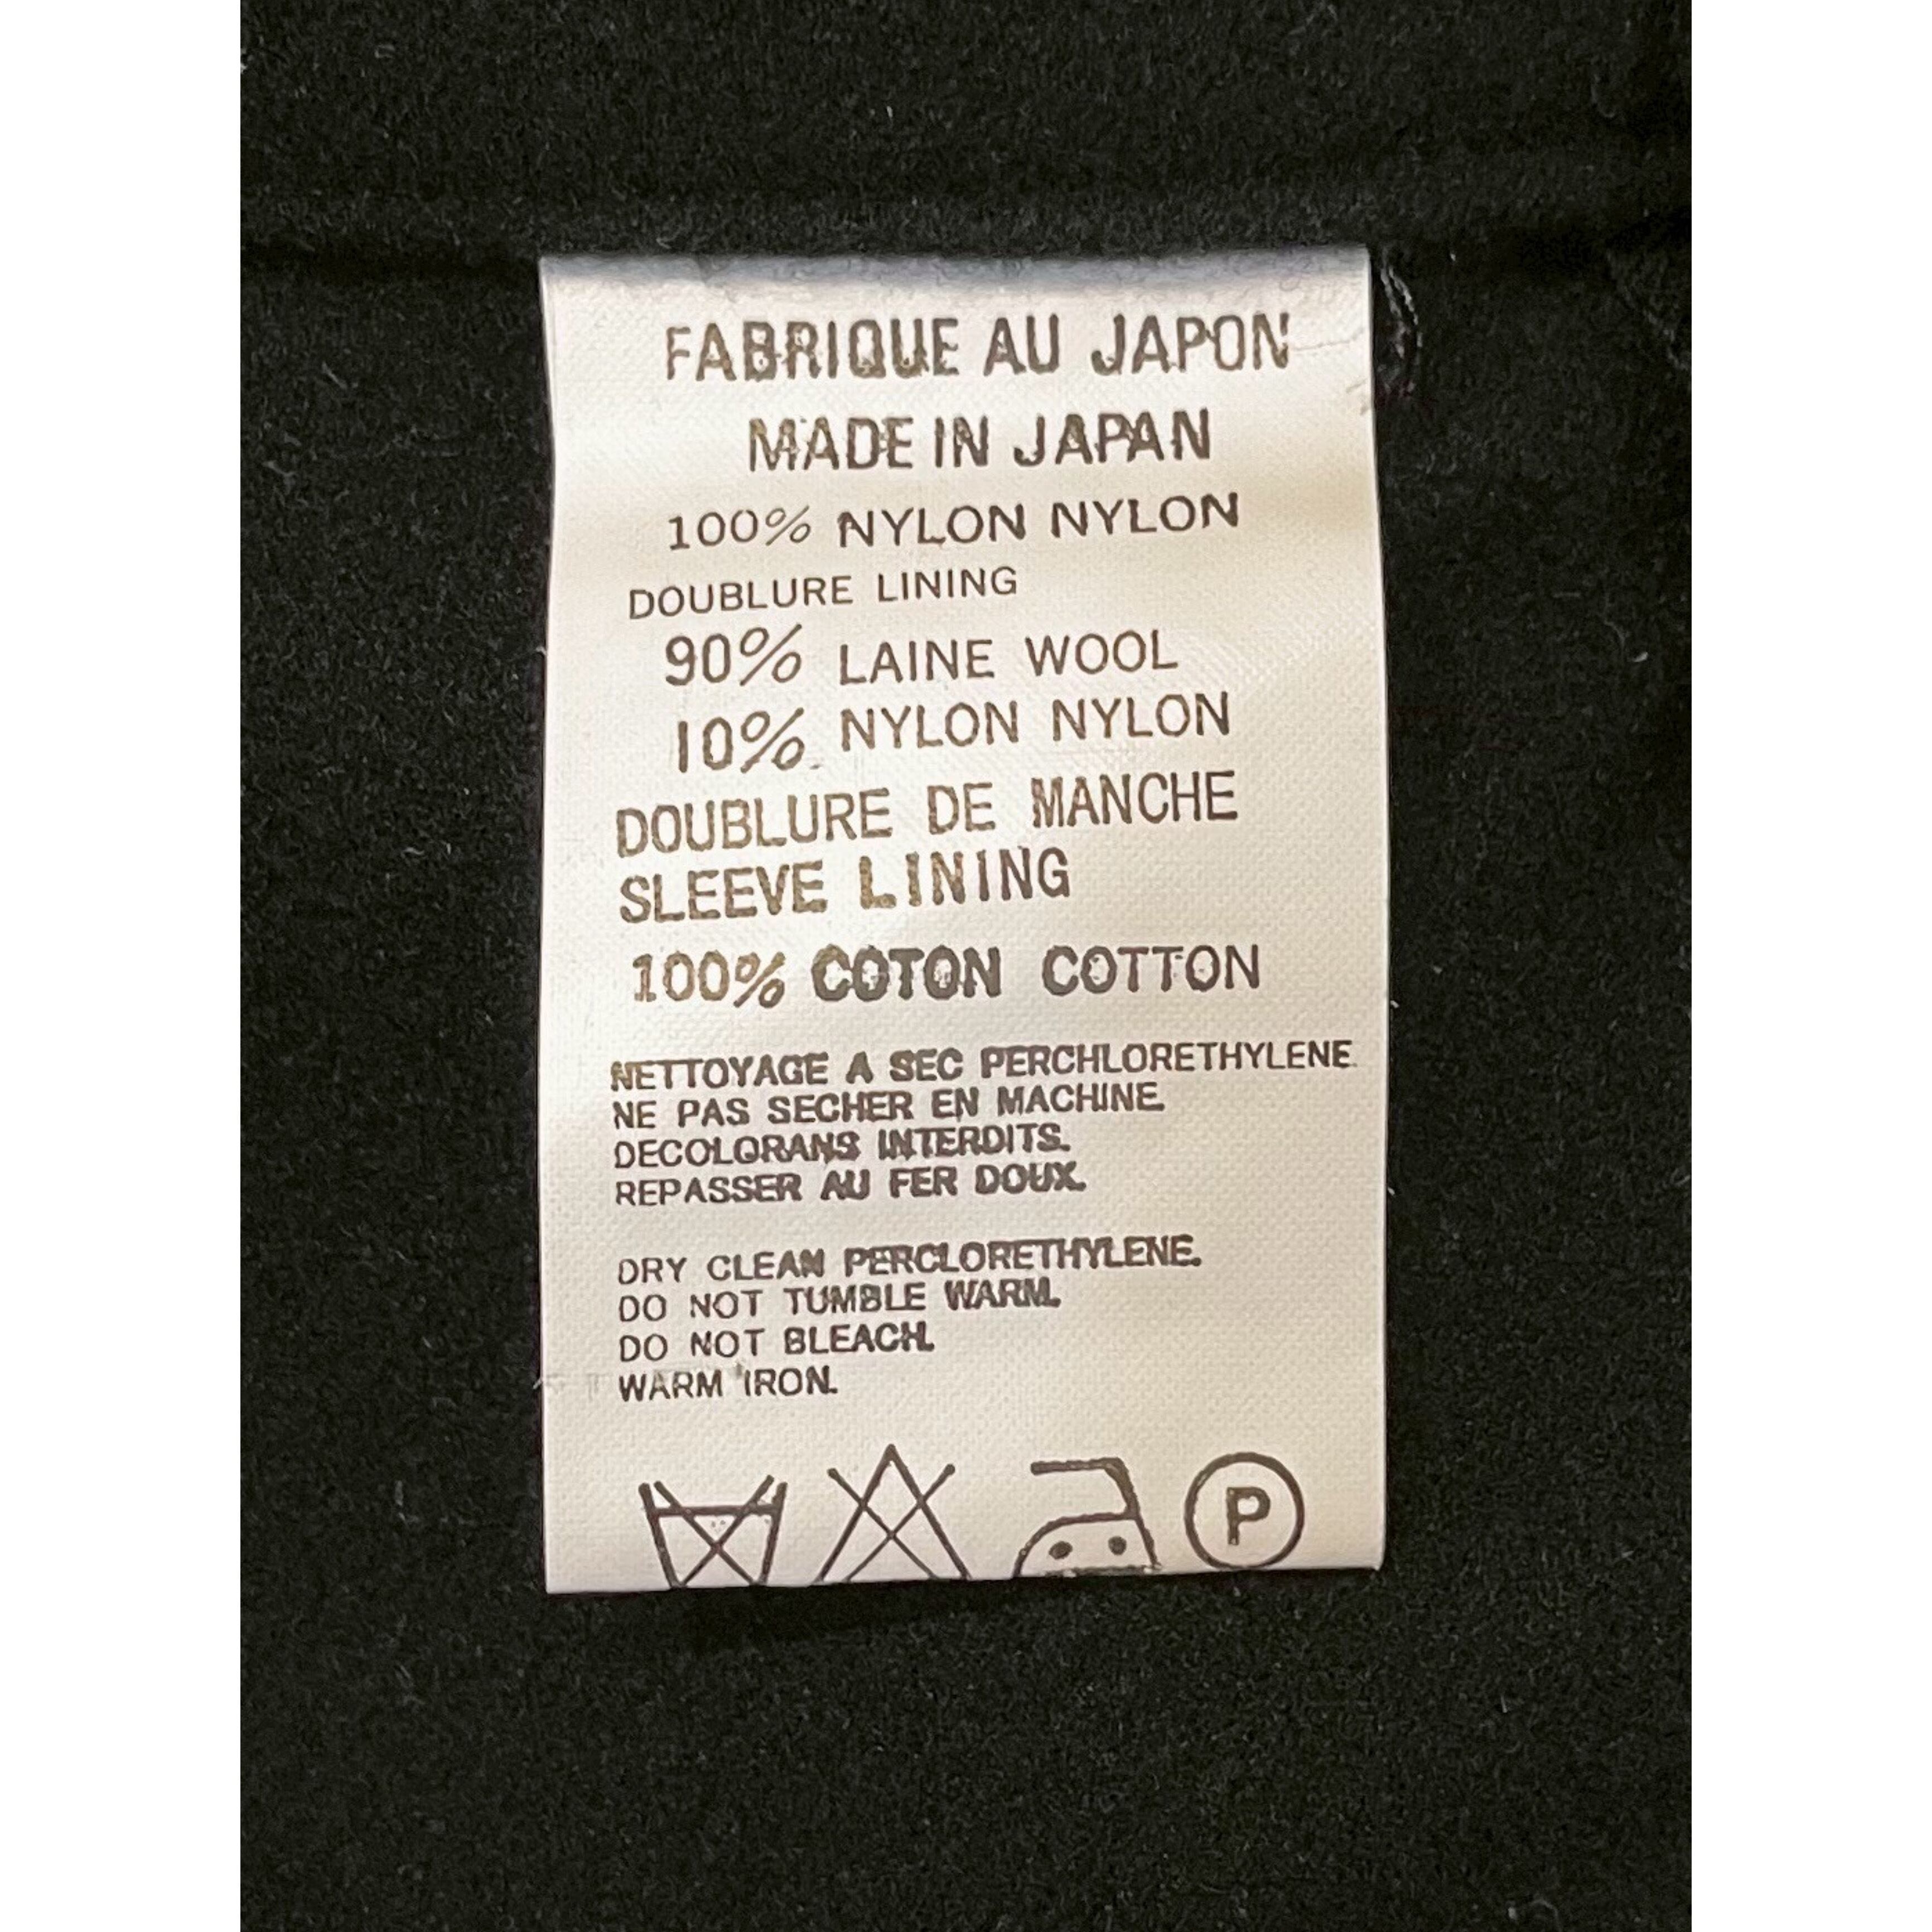 FABRIQUE AU JAPON
MADE IN JAPAN
100% NYLON NYLON
DOUBLURE LINING
90% LAINE WOOL
10% NYLON NYLON
DOUBLURE DE MANCHE
SLEEVE LINING
100% COTON COTTON
NETTOYAGE A SEC PERCHLORETHYLENE.
NE PAS SECHER EN MACHINE.
DECOLORANS INTERDITS.
REPASSER AU FER DOUX.
DRY CLEAN PERCLORETHYLENE.
DO NOT TUMBLE WARM.
DO NOT BLEACH.
WARM IRON.
P